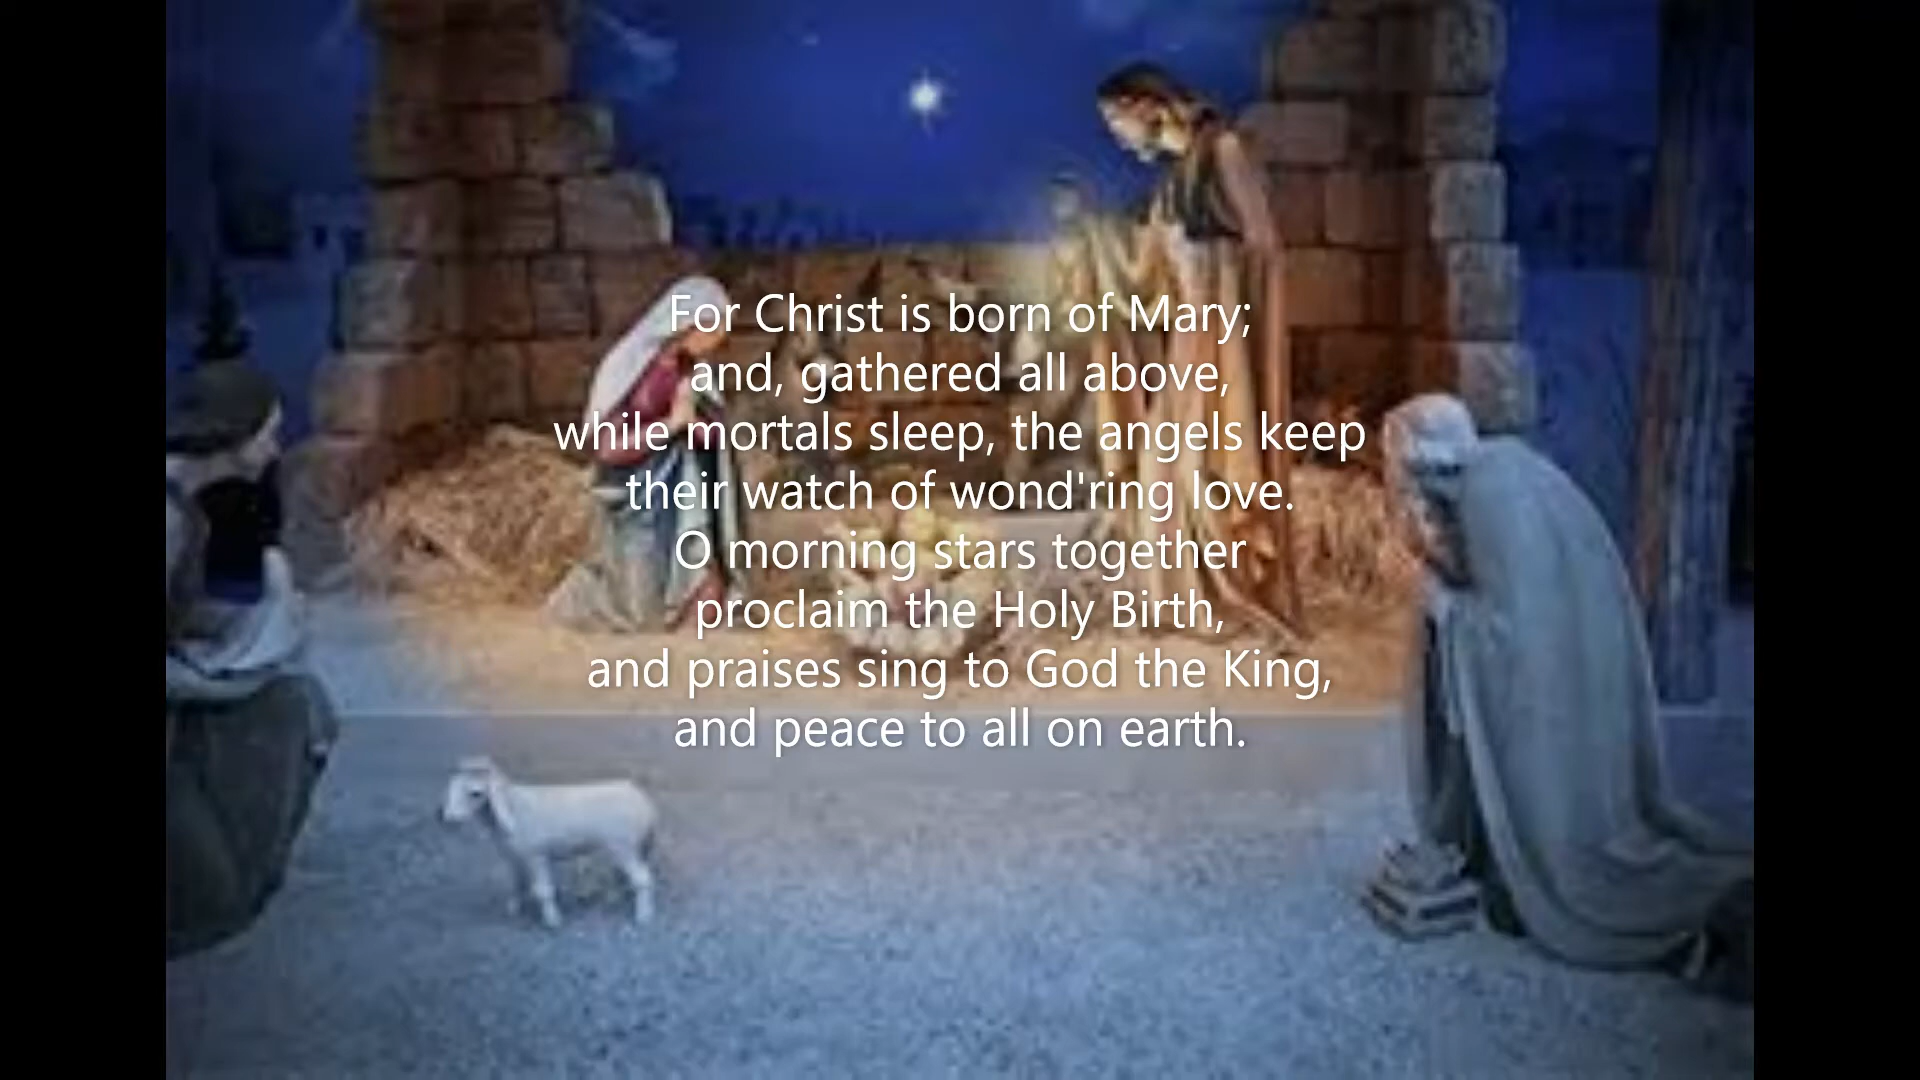 For Christ is born of Mary;
and, gathered all above,
while mortals sleep, the angels keep
their watch of wond'ring love.
O morning stars together
proclaim the Holy Birth,
and praises sing to God the King,
and peace to all on earth.